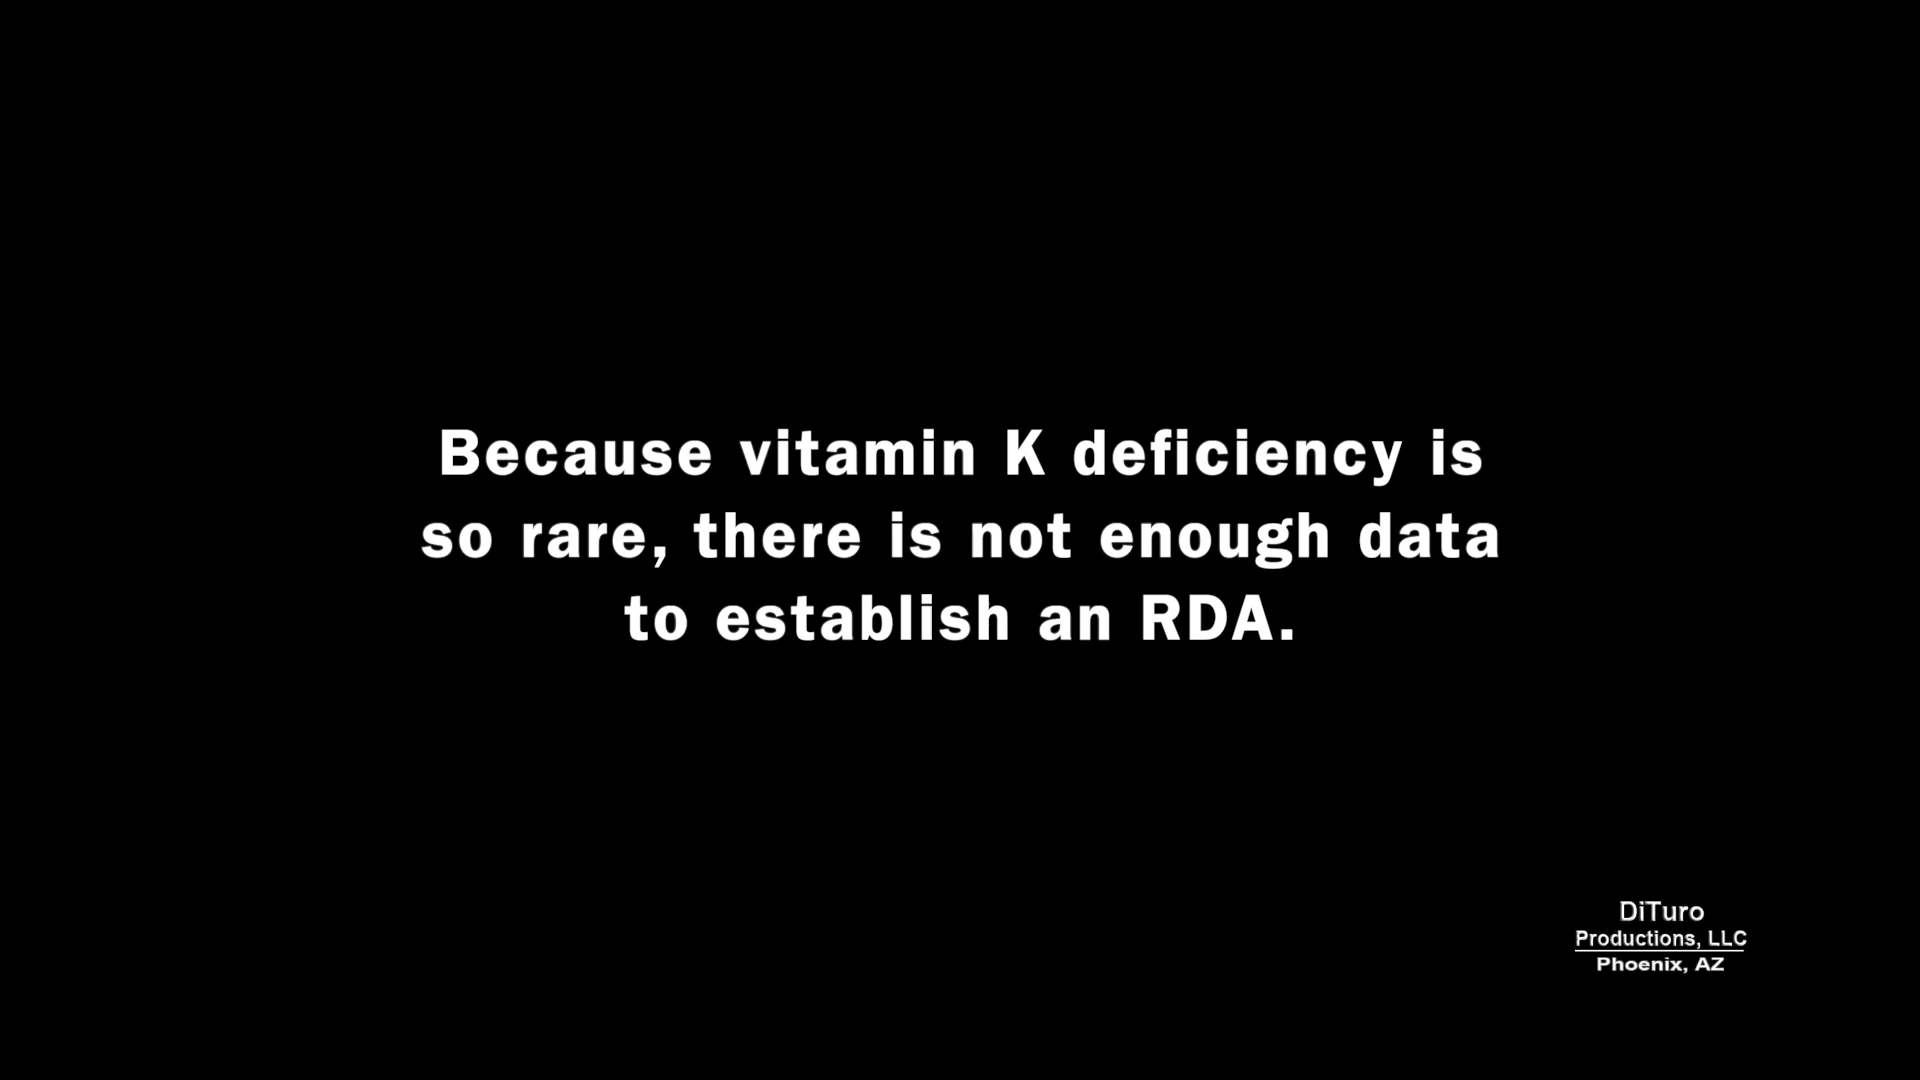 Because vitamin K deficiency is
so rare, there is not enough data
to establish an RDA.
DiTuro
Productions, LLC
Phoenix, AZ